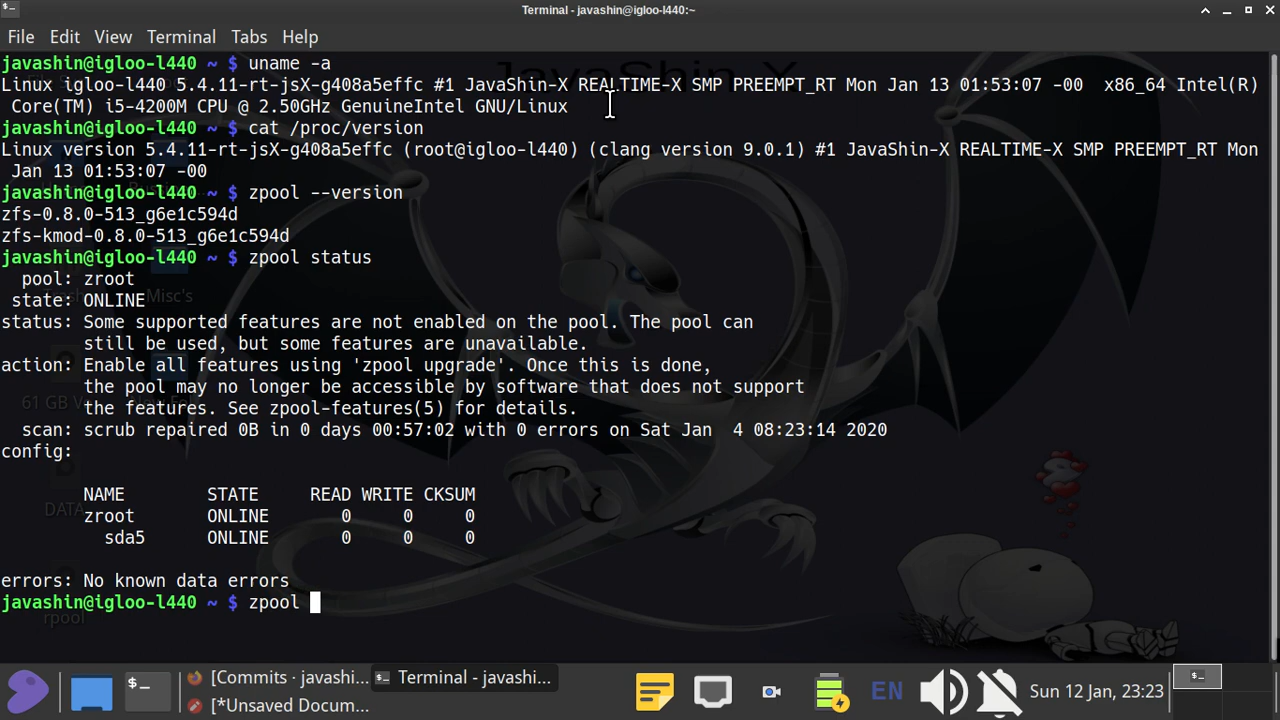 Terminal - javashin@igloo-l440:~
File Edit View Terminal Tabs Help
javashin@igloo-l440 ~ $ uname -a
Linux igloo-l440 5.4.11-rt-jsX-g408a5effc #1 JavaShin-X REALTIME-X SMP PREEMPT_RT Mon Jan 13 01:53:07 -00  x86_64 Intel(R)
 Core(TM) i5-4200M CPU @ 2.50GHz GenuineIntel GNU/Linux
javashin@igloo-l440 ~ $ cat /proc/version
Linux version 5.4.11-rt-jsX-g408a5effc (root@igloo-l440) (clang version 9.0.1) #1 JavaShin-X REALTIME-X SMP PREEMPT_RT Mon
 Jan 13 01:53:07 -00
javashin@igloo-l440 ~ $ zpool --version
zfs-0.8.0-513_g6e1c594d
zfs-kmod-0.8.0-513_g6e1c594d
javashin@igloo-l440 ~ $ zpool status
  pool: zroot
 state: ONLINE
status: Some supported features are not enabled on the pool. The pool can
        still be used, but some features are unavailable.
action: Enable all features using 'zpool upgrade'. Once this is done,
        the pool may no longer be accessible by software that does not support
        the features. See zpool-features(5) for details.
  scan: scrub repaired 0B in 0 days 00:57:02 with 0 errors on Sat Jan  4 08:23:14 2020
config:
        NAME        STATE     READ WRITE CKSUM
        zroot       ONLINE       0     0     0
          sda5      ONLINE       0     0     0
errors: No known data errors
javashin@igloo-l440 ~ $ zpool
Misc's
61 GB V
DATA
rpool
[Commits · javashi...
Terminal - javashi...
[*Unsaved Docum...
EN
Sun 12 Jan, 23:23